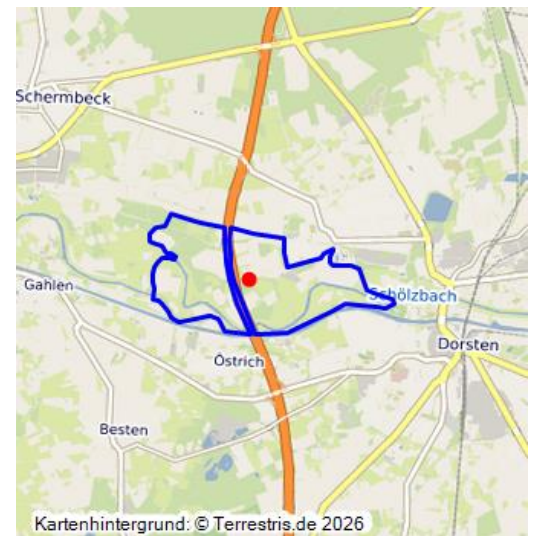 Schermbeck
Gahlen
Schölzbach
Dorsten
Östrich
Besten
Kartenhintergrund: © Terrestris.de 2026